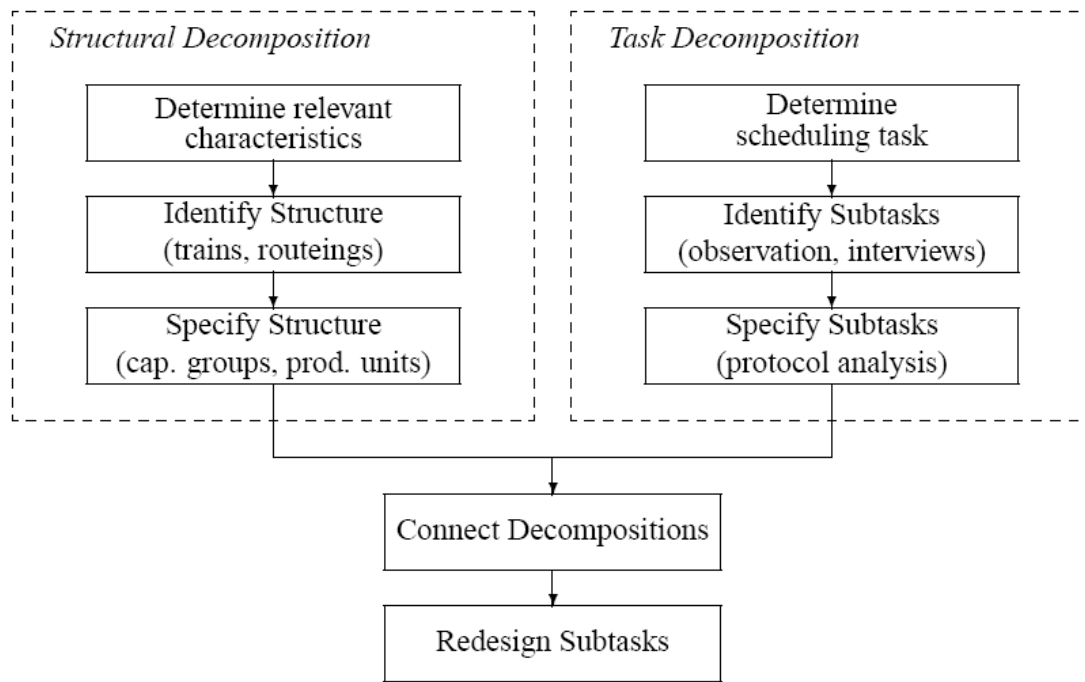 Structural Decomposition
Determine relevant
characteristics
Identify Structure
(trains, routeings)
Specify Structure
(cap. groups, prod. units)
Task Decomposition
Determine
scheduling task
Identify Subtasks
(observation, interviews)
Specify Subtasks
(protocol analysis)
Connect Decompositions
Redesign Subtasks